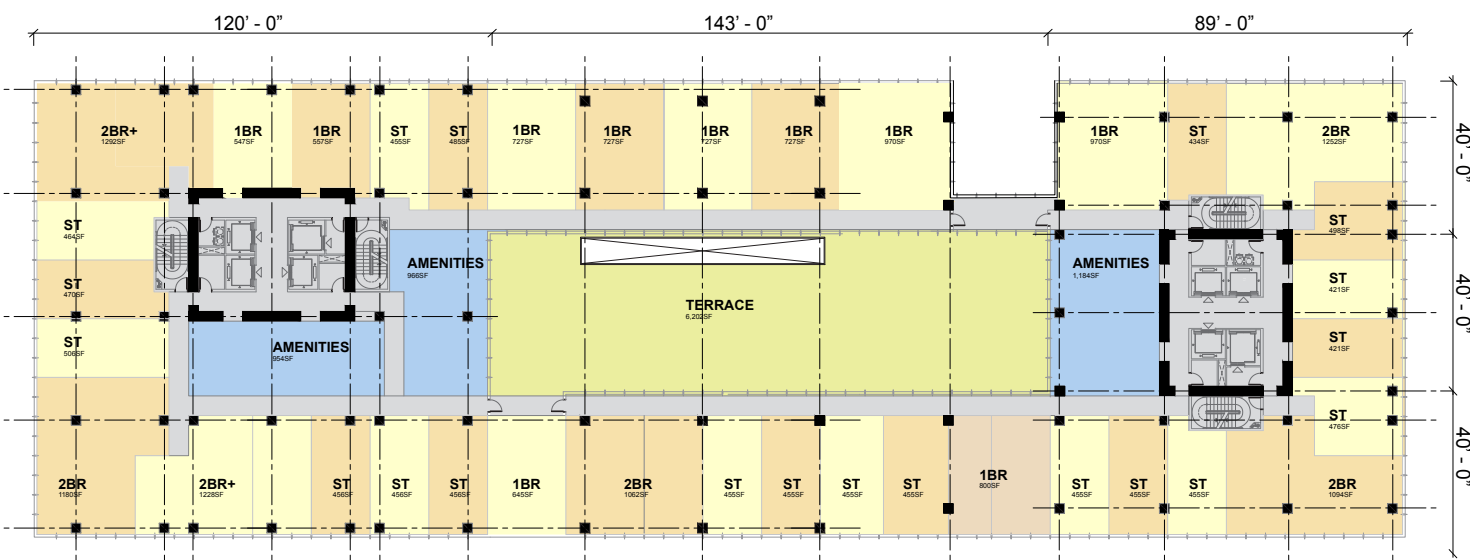 120' - 0”
143' - 0”
89' - 0”
2BR+
1292SF
1BR
547SF
1BR
557SF
ST
455SF
ST
485SF
1BR
727SF
1BR
727SF
1BR
727SF
1BR
727SF
1BR
970SF
1BR
970SF
ST
434SF
2BR
1252SF
40' - 0”
ST
464SF
ST
498SF
AMENITIES
966SF
AMENITIES
1,184SF
ST
470SF
TERRACE
6,202SF
ST
421SF
40' - 0”
ST
506SF
AMENITIES
954SF
ST
421SF
ST
476SF
40' - 0”
2BR
1180SF
2BR+
1228SF
ST
456SF
ST
456SF
ST
456SF
1BR
645SF
2BR
1062SF
ST
455SF
ST
455SF
ST
455SF
ST
455SF
1BR
800SF
ST
455SF
ST
455SF
ST
455SF
2BR
1094SF